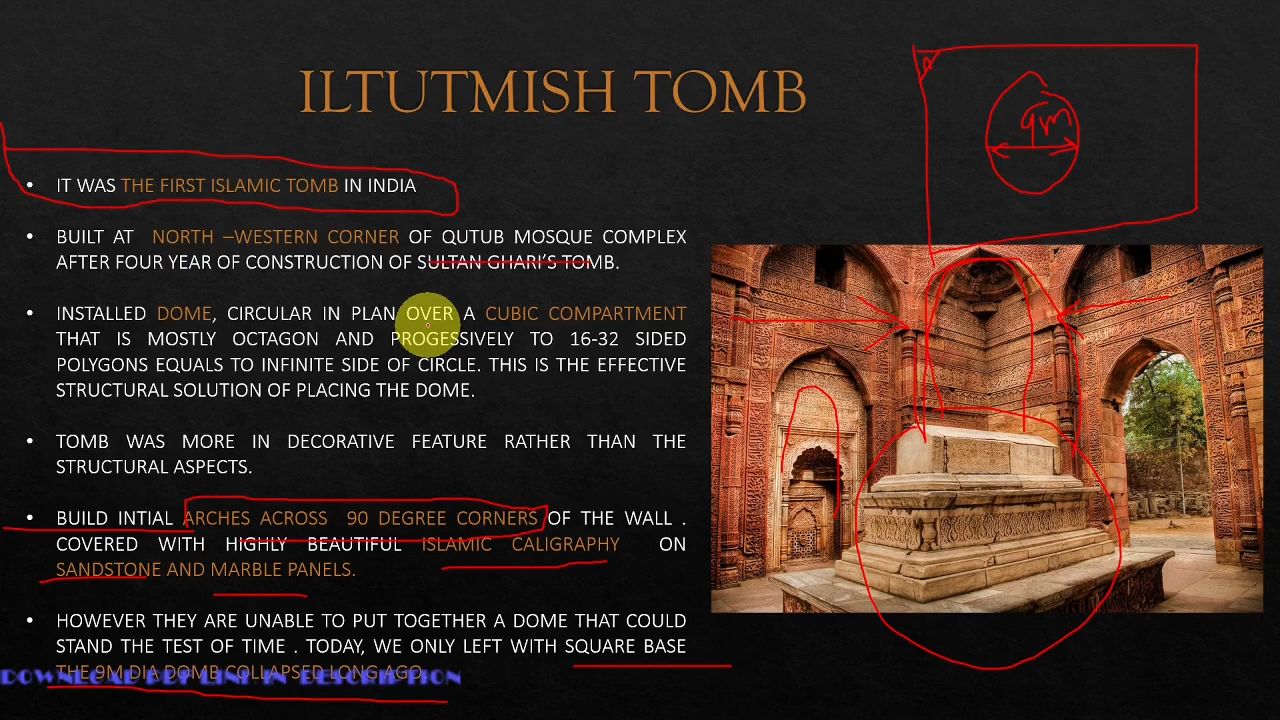 ILTUTMISH TOMB
9m
• IT WAS THE FIRST ISLAMIC TOMB IN INDIA
• BUILT AT NORTH –WESTERN CORNER OF QUTUB MOSQUE COMPLEX
AFTER FOUR YEAR OF CONSTRUCTION OF SULTAN GHARI'S TOMB.
• INSTALLED DOME, CIRCULAR IN PLAN OVER A CUBIC COMPARTMENT
THAT IS MOSTLY OCTAGON AND PROGESSIVELY TO 16-32 SIDED
POLYGONS EQUALS TO INFINITE SIDE OF CIRCLE. THIS IS THE EFFECTIVE
STRUCTURAL SOLUTION OF PLACING THE DOME.
• TOMB WAS MORE IN DECORATIVE FEATURE RATHER THAN THE
STRUCTURAL ASPECTS.
• BUILD INTIAL ARCHES ACROSS 90 DEGREE CORNERS OF THE WALL .
COVERED WITH HIGHLY BEAUTIFUL ISLAMIC CALIGRAPHY ON
SANDSTONE AND MARBLE PANELS.
• HOWEVER THEY ARE UNABLE TO PUT TOGETHER A DOME THAT COULD
STAND THE TEST OF TIME . TODAY, WE ONLY LEFT WITH SQUARE BASE
THE 9M DIA DOMB COLLAPSED LONG AGO.
DOWNLOAD PDF LINK IN DESCRIPTION